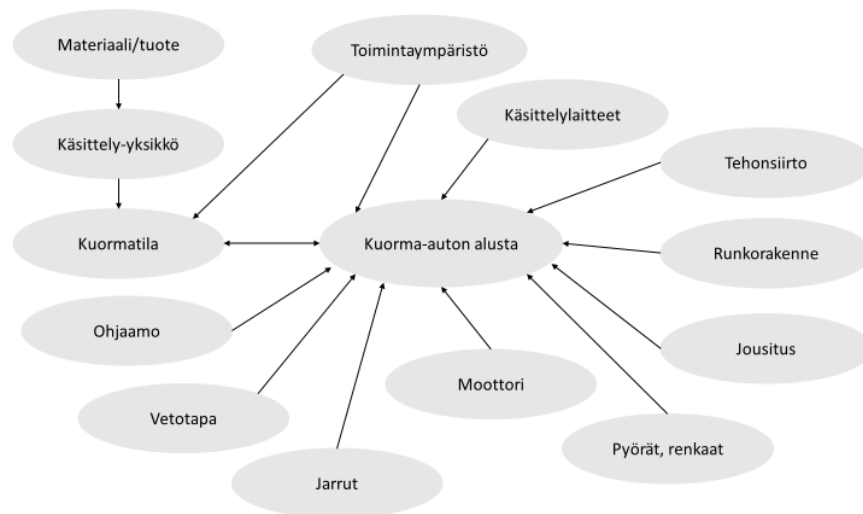 Materiaali/tuote
Toimintaympäristö
Käsittelylaitteet
Käsittely-yksikkö
Tehonsiirto
Kuormatila
Kuorma-auton alusta
Runkorakenne
Ohjaamo
Jousitus
Moottori
Vetotapa
Pyörät, renkaat
Jarrut